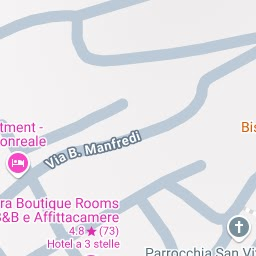 Via B. Manfredi
Bis
tment -
onreale
ra Boutique Rooms
B&B e Affittacamere
4,8★ (73)
Hotel a 3 stelle
Parrocchia San Vi